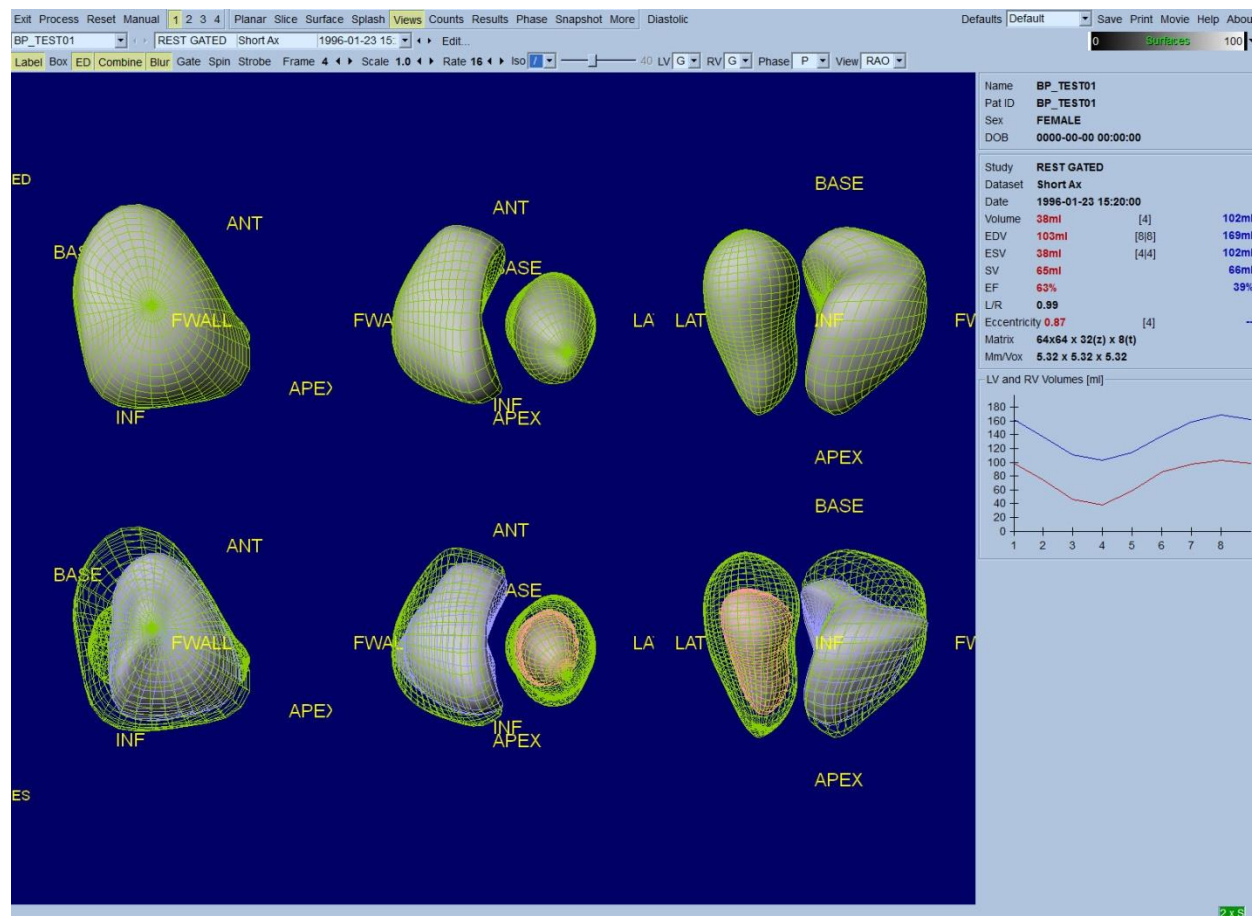 Exit Process Reset Manual 1 2 3 4 Planar Slice Surface Splash Views Counts Results Phase Snapshot More Diastolic Defaults Default Save Print Movie Help Abou
BP_TEST01 REST GATED Short Ax 1996-01-23 15: Edit...
0 Surfaces 100
Label Box ED Combine Blur Gate Spin Strobe Frame 4 Scale 1.0 Rate 16 Iso / 40 LV G RV G Phase P View RAO
Name BP_TEST01
Pat ID BP_TEST01
Sex FEMALE
DOB 0000-00-00 00:00:00
Study REST GATED
Dataset Short Ax
Date 1996-01-23 15:20:00
Volume 38ml [4] 102ml
EDV 103ml [8|8] 169ml
ESV 38ml [4|4] 102ml
SV 65ml 66ml
EF 63% 39%
L/R 0.99
Eccentricity 0.87 [4] --
Matrix 64x64 x 32(z) x 8(t)
Mm/Vox 5.32 x 5.32 x 5.32
LV and RV Volumes [ml]
180
160
140
120
100
80
60
40
20
0
1 2 3 4 5 6 7 8
ED
BASE
ANT ANT
BAS BASE
FWALL FWA LA LAT INF FW
APEX
INF INF
APEX
APEX
BASE
ANT ANT
BASE ASE
FWALL FWAL LA LAT INF FV
APEX
INF INF
APEX
APEX
ES
2 x S